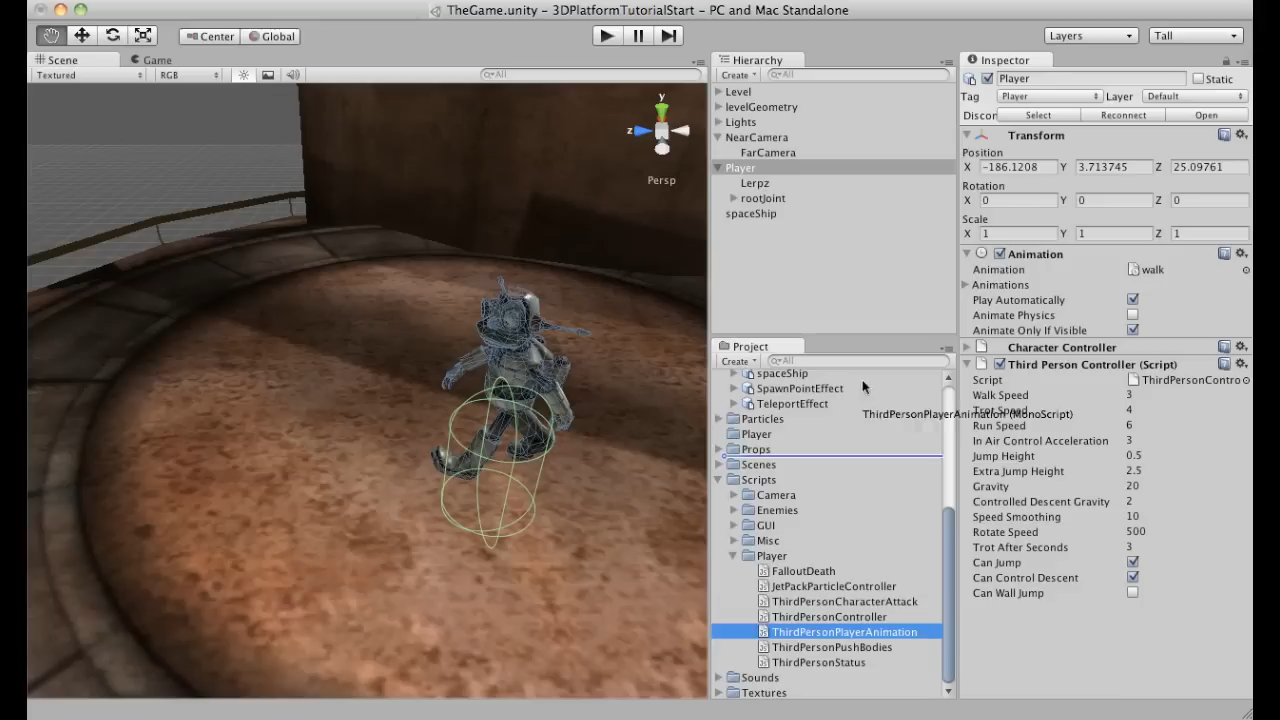 TheGame.unity - 3DPlatformTutorialStart - PC and Mac Standalone
Center Global Layers Tall
Scene Game
Textured RGB All
y
z
Persp
Hierarchy
Create All
Level
levelGeometry
Lights
NearCamera
FarCamera
Player
Lerpz
rootJoint
spaceShip
Project
Create All
spaceShip
SpawnPointEffect
TeleportEffect
Particles
Player
Props
Scenes
Scripts
Camera
Enemies
GUI
Misc
Player
FalloutDeath
JetPackParticleController
ThirdPersonCharacterAttack
ThirdPersonController
ThirdPersonPlayerAnimation
ThirdPersonPushBodies
ThirdPersonStatus
Sounds
Textures
ThirdPersonPlayerAnimation (MonoScript)
Inspector
Player Static
Tag Player Layer Default
Discor Select Reconnect Open
Transform
Position
X -186.1208 Y 3.713745 Z 25.09761
Rotation
X 0 Y 0 Z 0
Scale
X 1 Y 1 Z 1
Animation
Animation walk
Animations
Play Automatically
Animate Physics
Animate Only If Visible
Character Controller
Third Person Controller (Script)
Script ThirdPersonContro
Walk Speed 3
Trot Speed 4
Run Speed 6
In Air Control Acceleration 3
Jump Height 0.5
Extra Jump Height 2.5
Gravity 20
Controlled Descent Gravity 2
Speed Smoothing 10
Rotate Speed 500
Trot After Seconds 3
Can Jump
Can Control Descent
Can Wall Jump